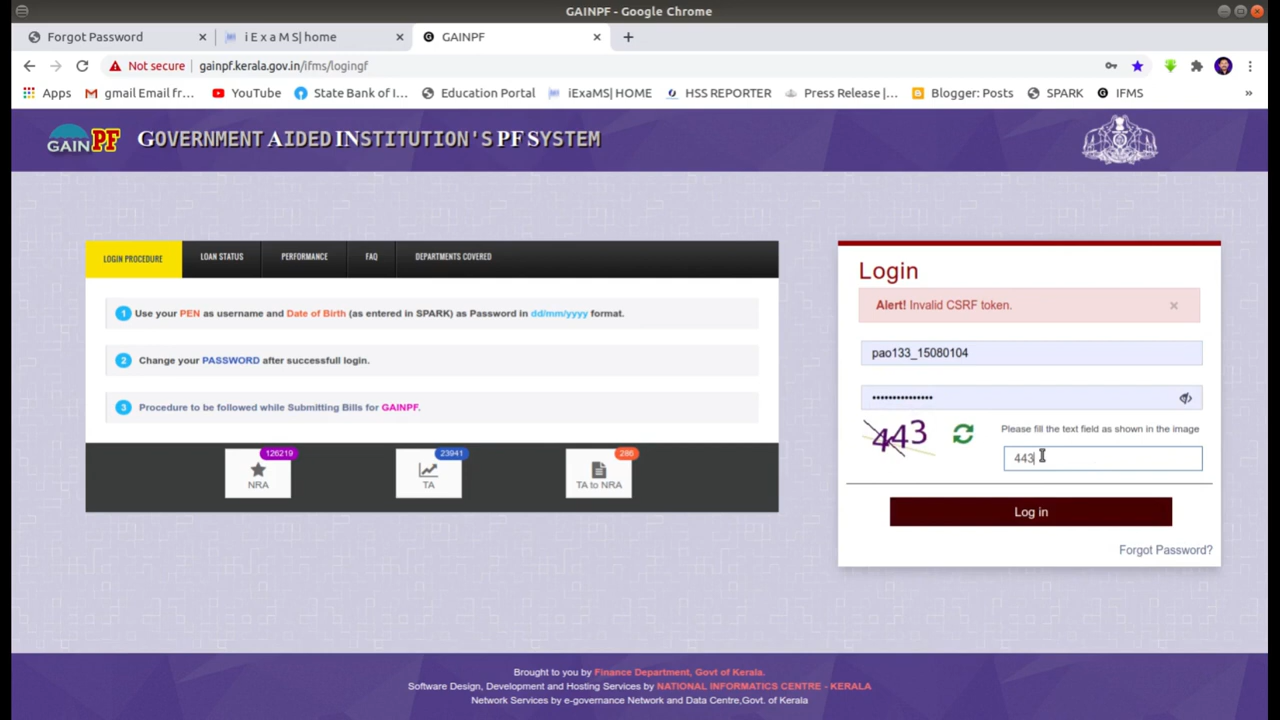 GAINPF - Google Chrome
Forgot Password
i E x a M S| home
GAINPF
Not secure
gainpf.kerala.gov.in/ifms/logingf
Apps
gmail Email fr...
YouTube
State Bank of I...
Education Portal
iExaMS| HOME
HSS REPORTER
Press Release |...
Blogger: Posts
SPARK
IFMS
»
GAIN PF
GOVERNMENT AIDED INSTITUTION'S PF SYSTEM
LOGIN PROCEDURE
LOAN STATUS
PERFORMANCE
FAQ
DEPARTMENTS COVERED
1 Use your PEN as username and Date of Birth (as entered in SPARK) as Password in dd/mm/yyyy format.
2 Change your PASSWORD after successfull login.
3 Procedure to be followed while Submitting Bills for GAINPF.
126219
NRA
23941
TA
286
TA to NRA
Login
Alert! Invalid CSRF token.
×
pao133_15080104
•••••••••••••••
443
Please fill the text field as shown in the image
443
Log in
Forgot Password?
Brought to you by Finance Department, Govt of Kerala.
Software Design, Development and Hosting Services by NATIONAL INFORMATICS CENTRE - KERALA
Network Services by e-governance Network and Data Centre,Govt. of Kerala